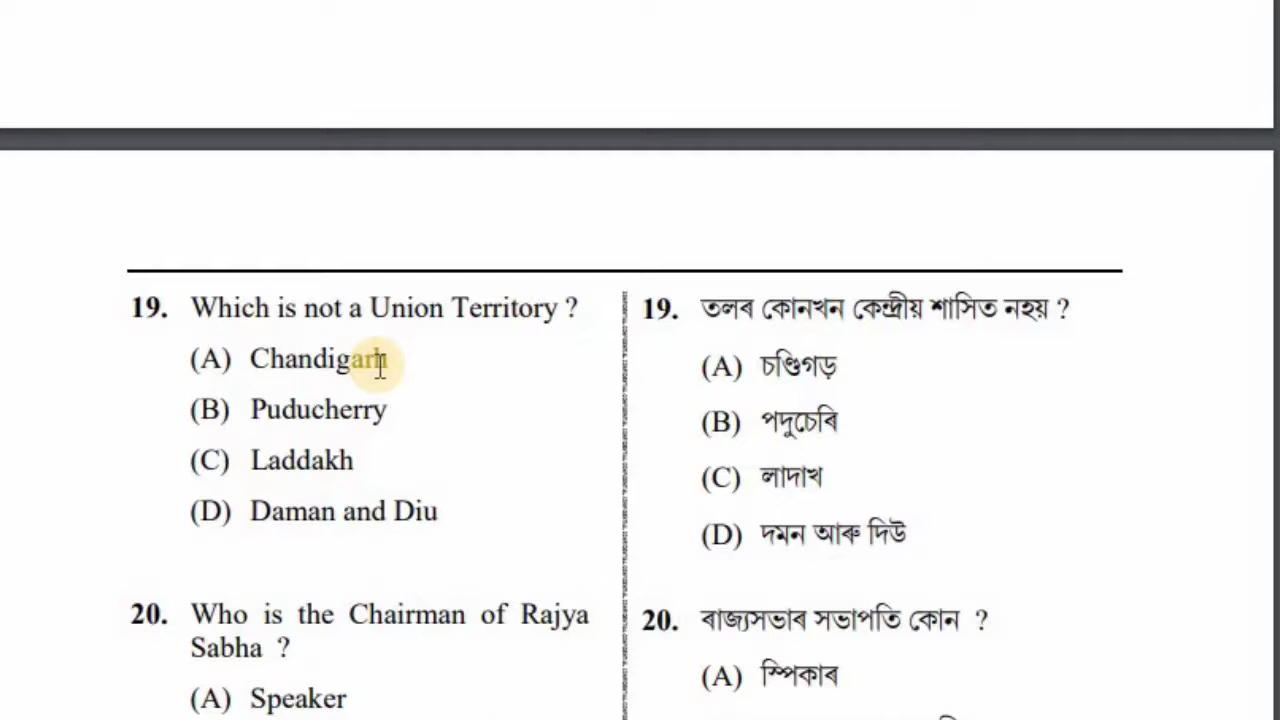 19. Which is not a Union Territory ?
(A) Chandigarh
(B) Puducherry
(C) Laddakh
(D) Daman and Diu
20. Who is the Chairman of Rajya
Sabha ?
(A) Speaker
19. তলৰ কোনখন কেন্দ্ৰীয় শাসিত নহয় ?
(A) চণ্ডিগড়
(B) পদুচেৰি
(C) লাদাখ
(D) দমন আৰু দিউ
20. ৰাজ্যসভাৰ সভাপতি কোন ?
(A) স্পিকাৰ